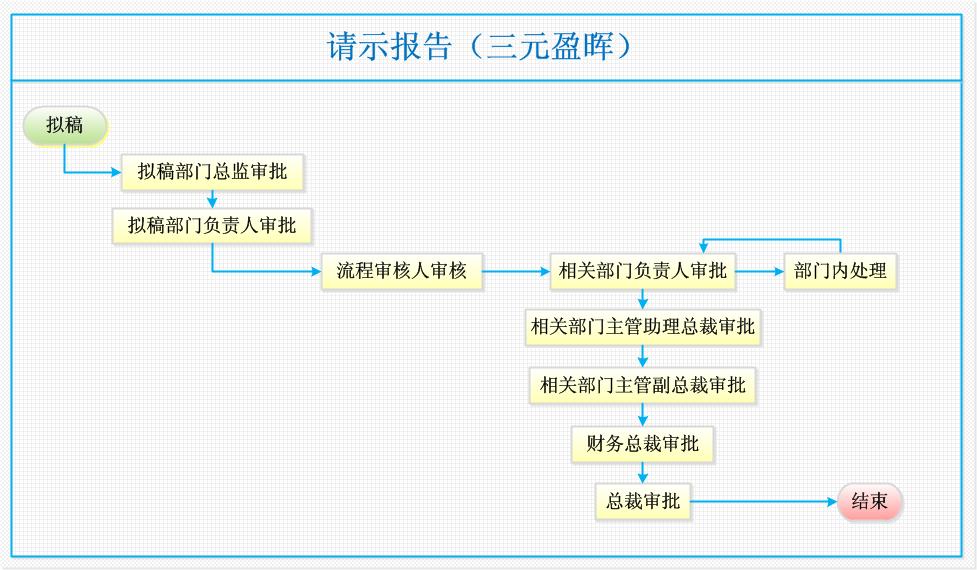 请示报告（三元盈晖）
拟稿
拟稿部门总监审批
拟稿部门负责人审批
流程审核人审核
相关部门负责人审批
部门内处理
相关部门主管助理总裁审批
相关部门主管副总裁审批
财务总裁审批
总裁审批
结束